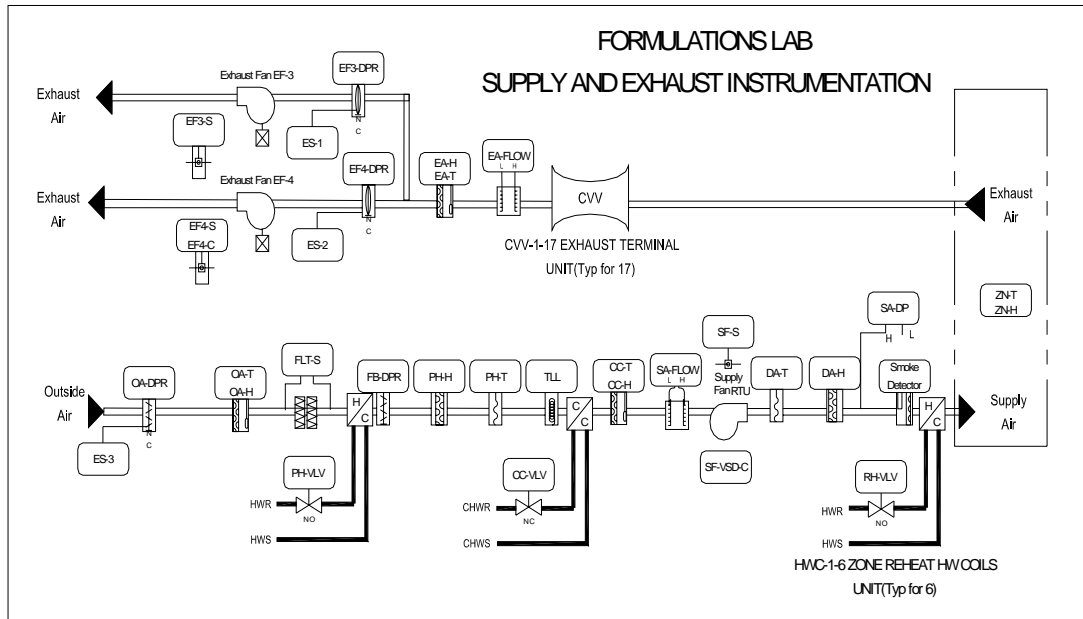 FORMULATIONS LAB
SUPPLY AND EXHAUST INSTRUMENTATION
Exhaust Fan EF-3
EF3-DPR
Exhaust
Air
N
C
EF3-S
ES-1
Exhaust Fan EF-4
EF4-DPR
EA-H
EA-T
EA-FLOW
L H
Exhaust
Air
CVV
Exhaust
Air
N
C
EF4-S
EF4-C
ES-2
CVV-1-17 EXHAUST TERMINAL
UNIT(Typ for 17)
ZN-T
ZN-H
SA-DP
H L
SF-S
Supply
Fan RTU
Outside
Air
OA-DPR
OA-T
OA-H
FLT-S
H
C
FB-DPR
PH-H
PH-T
TLL
C
C
CC-T
CC-H
SA-FLOW
L H
DA-T
DA-H
Smoke
Detector
H
C
Supply
Air
N
C
ES-3
SF-VSD-C
PH-VLV
CC-VLV
RH-VLV
HWR
NO
CHWR
NC
HWR
NO
HWS
CHWS
HWS
HWC-1-6 ZONE REHEAT HW COILS
UNIT(Typ for 6)